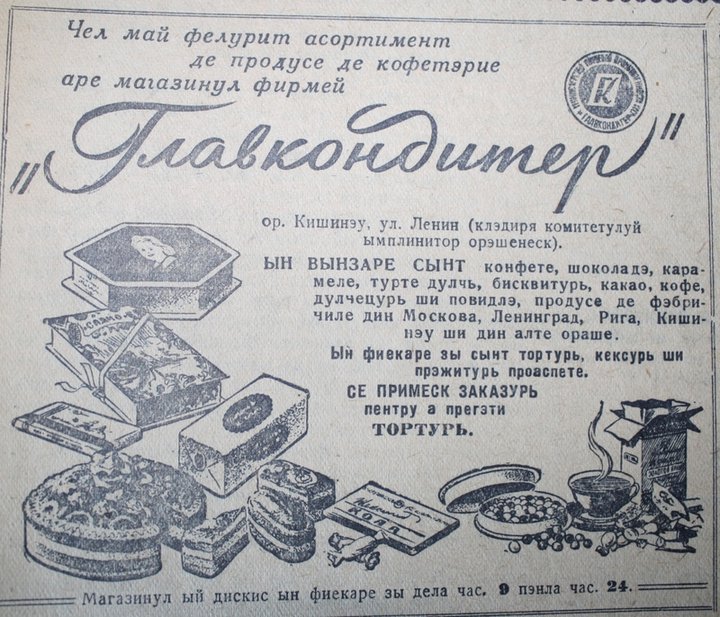 Чел май фелурит асортимент
де продусе де кофетэрие
аре магазинул фирмей
„Главкондитер"
ГК
ГЛАВКОНДИТЕР
ор. Кишинэу, ул. Ленин (клэдиря комитетулуй
ымплинитор орэшенеск).
ЫН ВЫНЗАРЕ СЫНТ конфете, шоколадэ, кара-
меле, турте дулчь, бисквитурь, какао, кофе,
дулчецурь ши повидлэ, продусе де фэбри-
чиле дин Москова, Ленинград, Рига, Киши-
нэу ши дин алте ораше.
Ын фиекаре зы сынт тортурь, кексурь ши
прэжитурь проаспете.
СЕ ПРИМЕСК ЗАКАЗУРЬ
пентру а прегэти
ТОРТУРЬ.
Магазинул ый дискис ын фиекаре зы дела час. 9 пэнла час. 24.